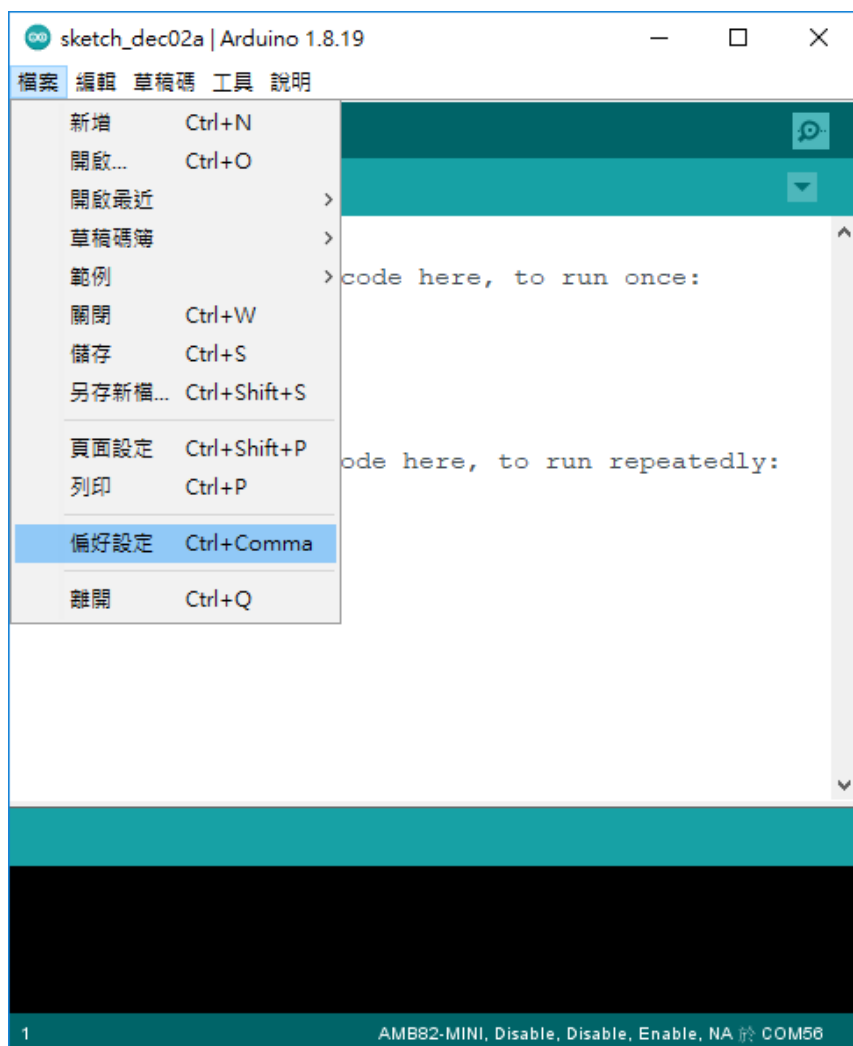 sketch_dec02a | Arduino 1.8.19
檔案 編輯 草稿碼 工具 說明
新增 Ctrl+N
開啟... Ctrl+O
開啟最近
草稿碼簿
範例
code here, to run once:
關閉 Ctrl+W
儲存 Ctrl+S
另存新檔... Ctrl+Shift+S
頁面設定 Ctrl+Shift+P
ode here, to run repeatedly:
列印 Ctrl+P
偏好設定 Ctrl+Comma
離開 Ctrl+Q
1 AMB82-MINI, Disable, Disable, Enable, NA 於 COM56